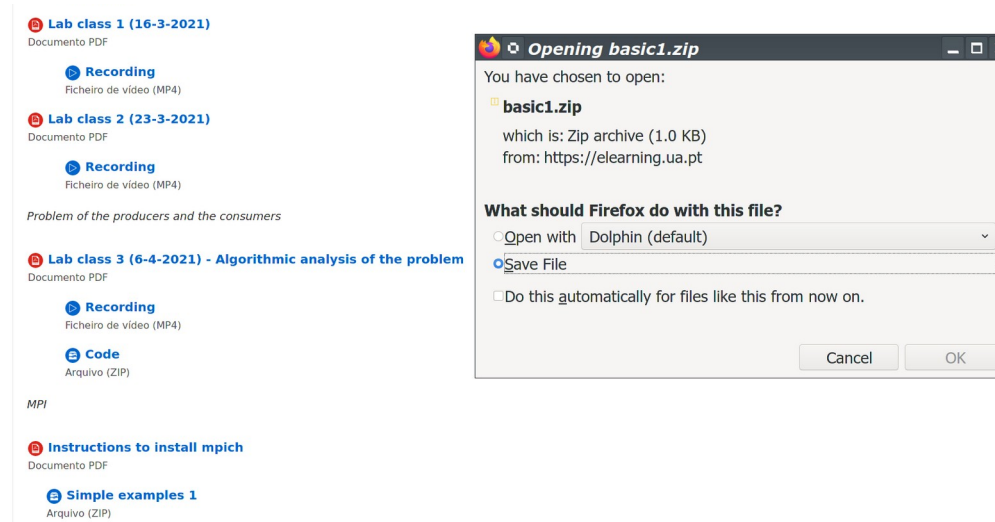 Lab class 1 (16-3-2021)
Documento PDF
Recording
Ficheiro de vídeo (MP4)
Lab class 2 (23-3-2021)
Documento PDF
Recording
Ficheiro de vídeo (MP4)
Problem of the producers and the consumers
Lab class 3 (6-4-2021) - Algorithmic analysis of the problem
Documento PDF
Recording
Ficheiro de vídeo (MP4)
Code
Arquivo (ZIP)
MPI
Instructions to install mpich
Documento PDF
Simple examples 1
Arquivo (ZIP)
Opening basic1.zip
You have chosen to open:
basic1.zip
which is: Zip archive (1.0 KB)
from: https://elearning.ua.pt
What should Firefox do with this file?
Open with Dolphin (default)
Save File
Do this automatically for files like this from now on.
Cancel OK